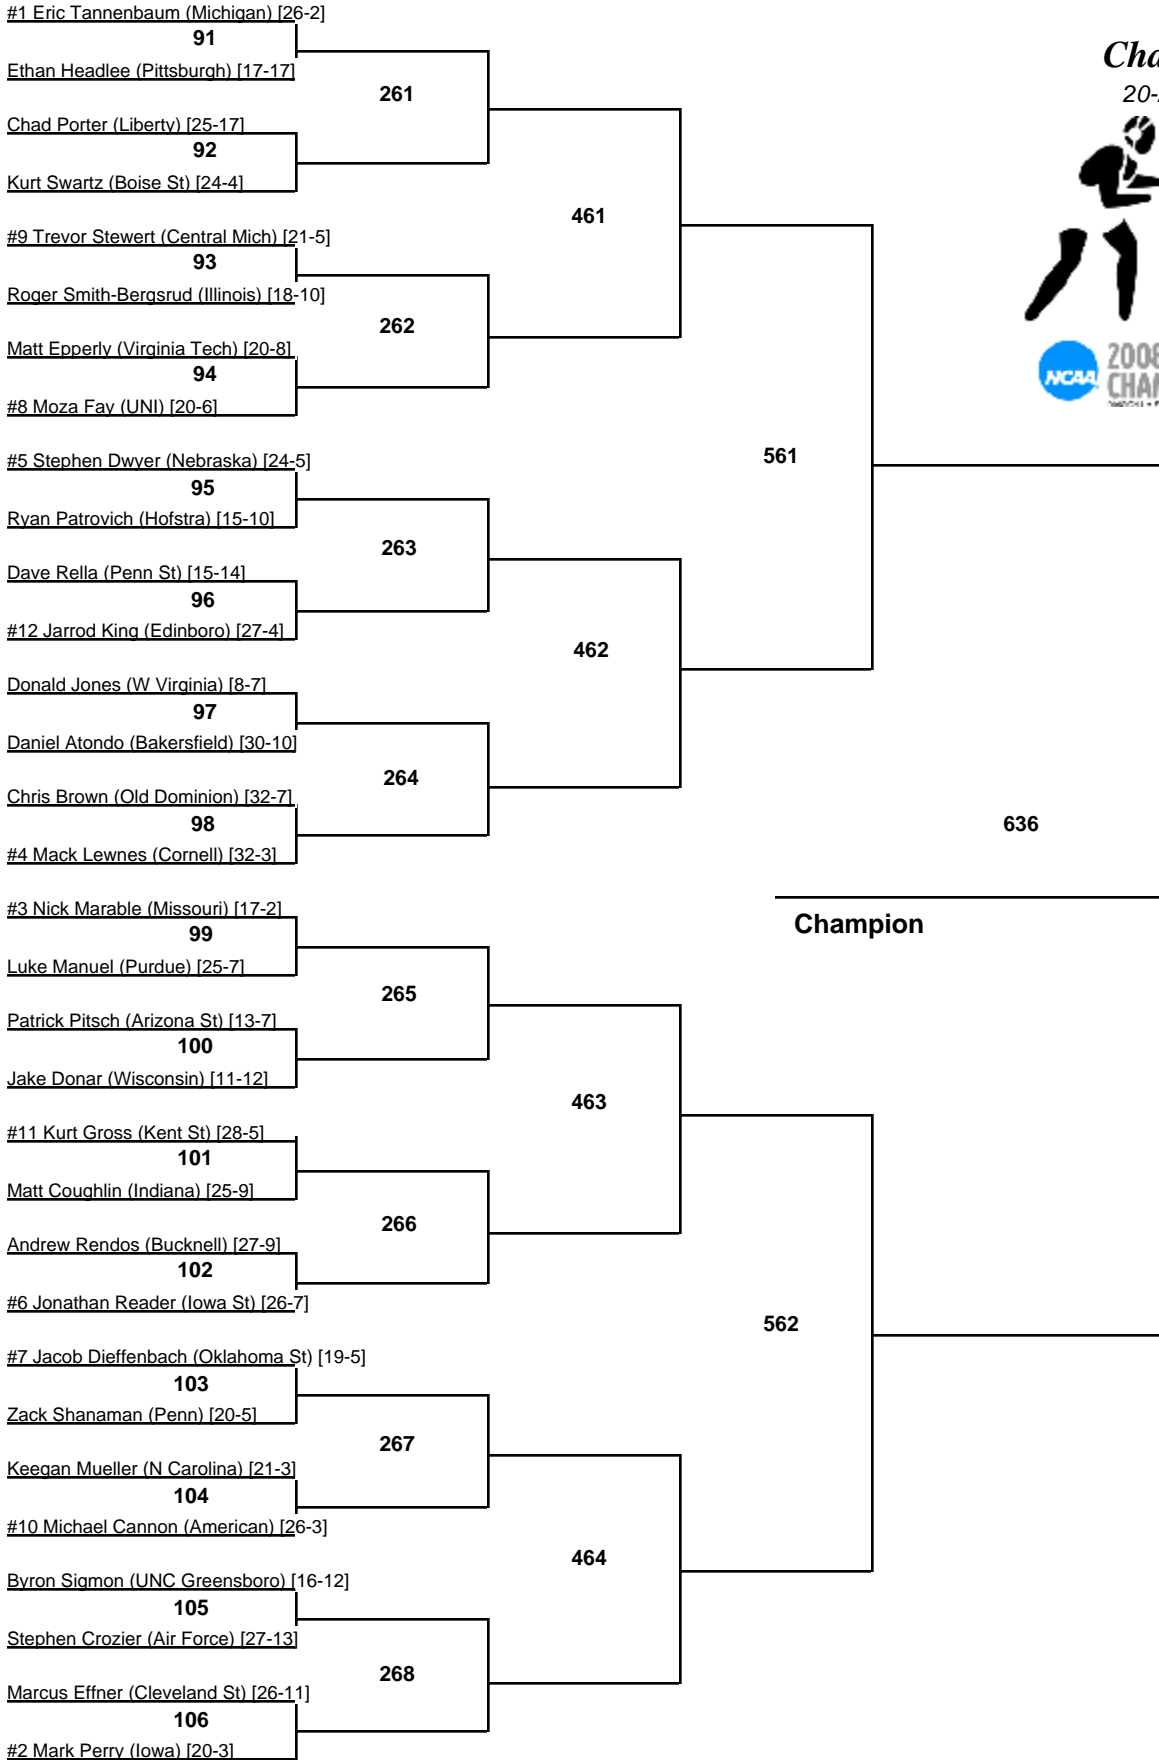 #1 Eric Tannenbaum (Michigan) [26-2]
91
Ethan Headlee (Pittsburgh) [17-17]
261
Chad Porter (Liberty) [25-17]
92
Kurt Swartz (Boise St) [24-4]
461
#9 Trevor Stewert (Central Mich) [21-5]
93
Roger Smith-Bergsrud (Illinois) [18-10]
262
Matt Epperly (Virginia Tech) [20-8]
94
#8 Moza Fay (UNI) [20-6]
561
#5 Stephen Dwyer (Nebraska) [24-5]
95
Ryan Patrovich (Hofstra) [15-10]
263
Dave Rella (Penn St) [15-14]
96
#12 Jarrod King (Edinboro) [27-4]
462
Donald Jones (W Virginia) [8-7]
97
Daniel Atondo (Bakersfield) [30-10]
264
Chris Brown (Old Dominion) [32-7]
98
#4 Mack Lewnes (Cornell) [32-3]
636
Champion
#3 Nick Marable (Missouri) [17-2]
99
Luke Manuel (Purdue) [25-7]
265
Patrick Pitsch (Arizona St) [13-7]
100
Jake Donar (Wisconsin) [11-12]
463
#11 Kurt Gross (Kent St) [28-5]
101
Matt Coughlin (Indiana) [25-9]
266
Andrew Rendos (Bucknell) [27-9]
102
#6 Jonathan Reader (Iowa St) [26-7]
562
#7 Jacob Dieffenbach (Oklahoma St) [19-5]
103
Zack Shanaman (Penn) [20-5]
267
Keegan Mueller (N Carolina) [21-3]
104
#10 Michael Cannon (American) [26-3]
464
Byron Sigmon (UNC Greensboro) [16-12]
105
Stephen Crozier (Air Force) [27-13]
268
Marcus Effner (Cleveland St) [26-11]
106
#2 Mark Perry (Iowa) [20-3]
Cha
20-
NCAA
2008
CHAM